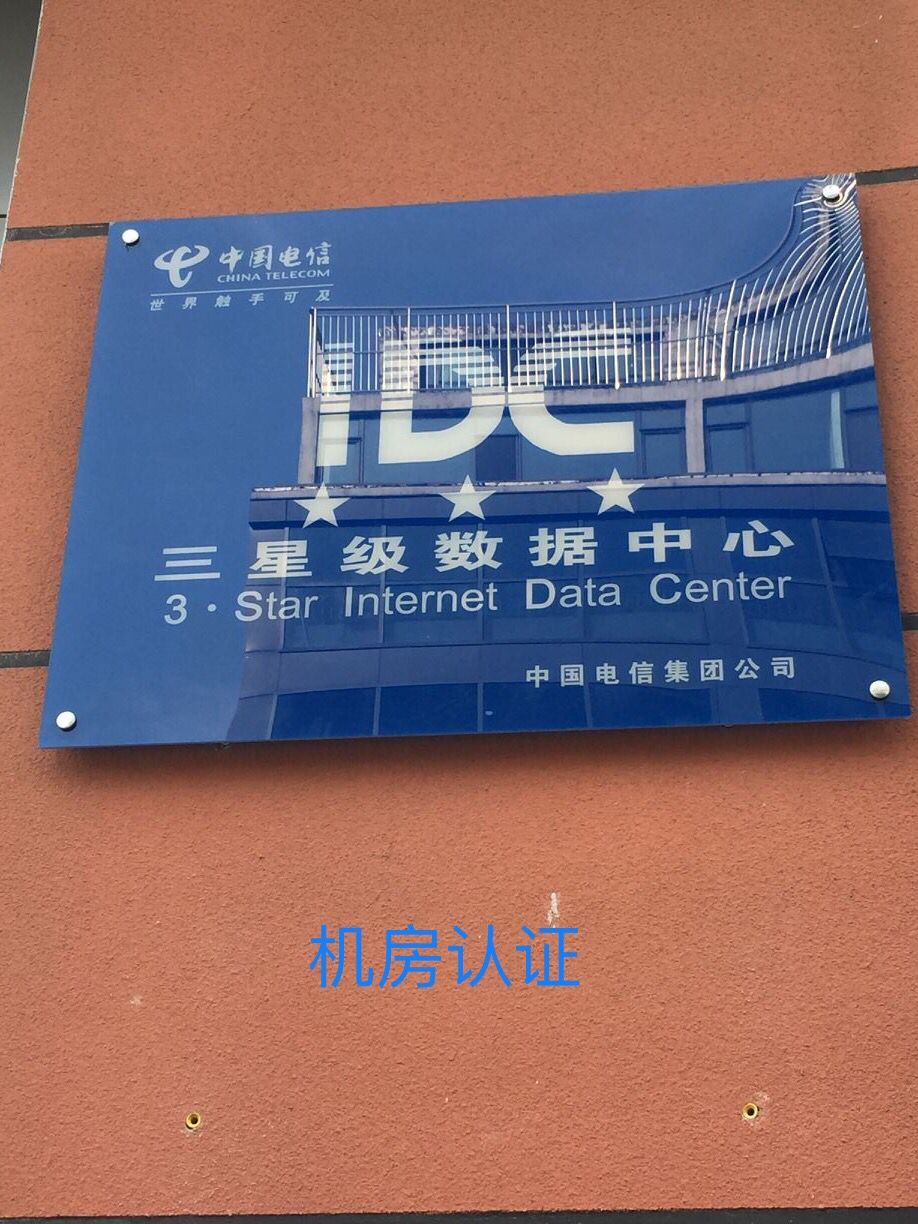 中国电信
CHINA TELECOM
世界触手可及
IDC
三星级数据中心
3·Star Internet Data Center
中国电信集团公司
机房认证